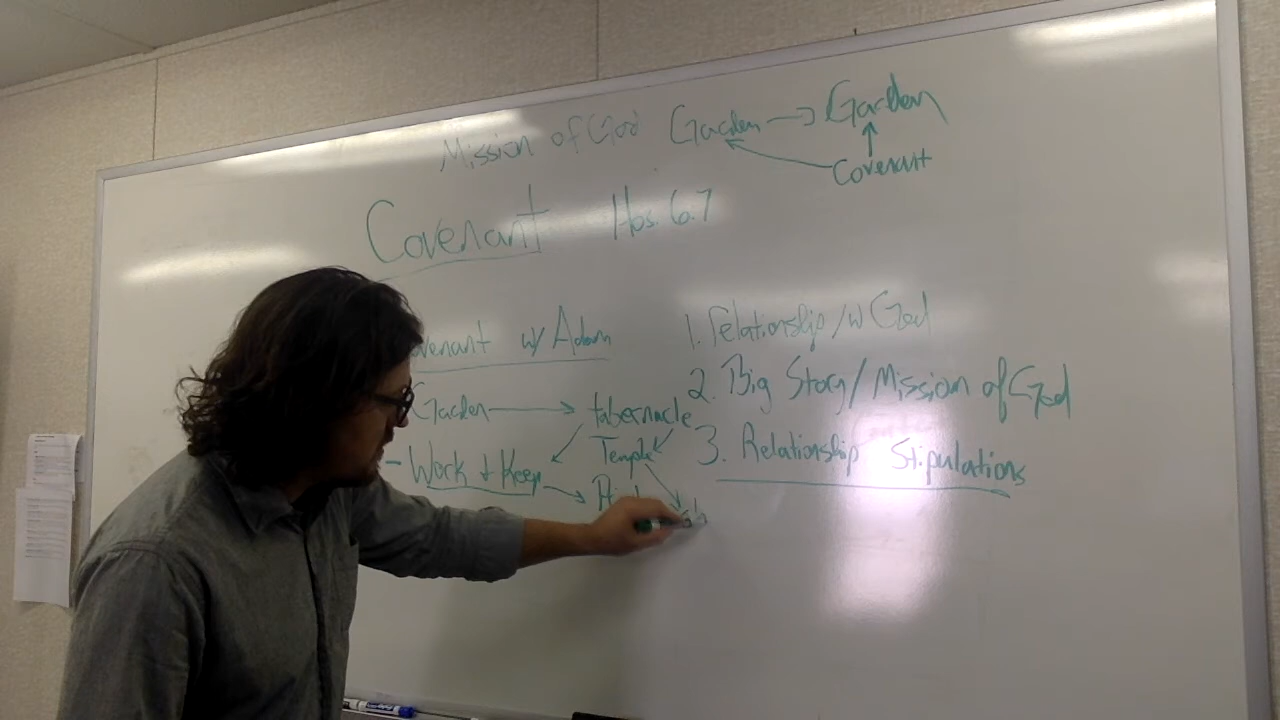 Mission of God Garden → Garden
Covenant
Covenant Hos. 6.7
venant w/ Adam
Garden → tabernacle
Temple
- Work + Keep →
1. Relationship/w God
2. Big Story/Mission of God
3. Relationship Stipulations